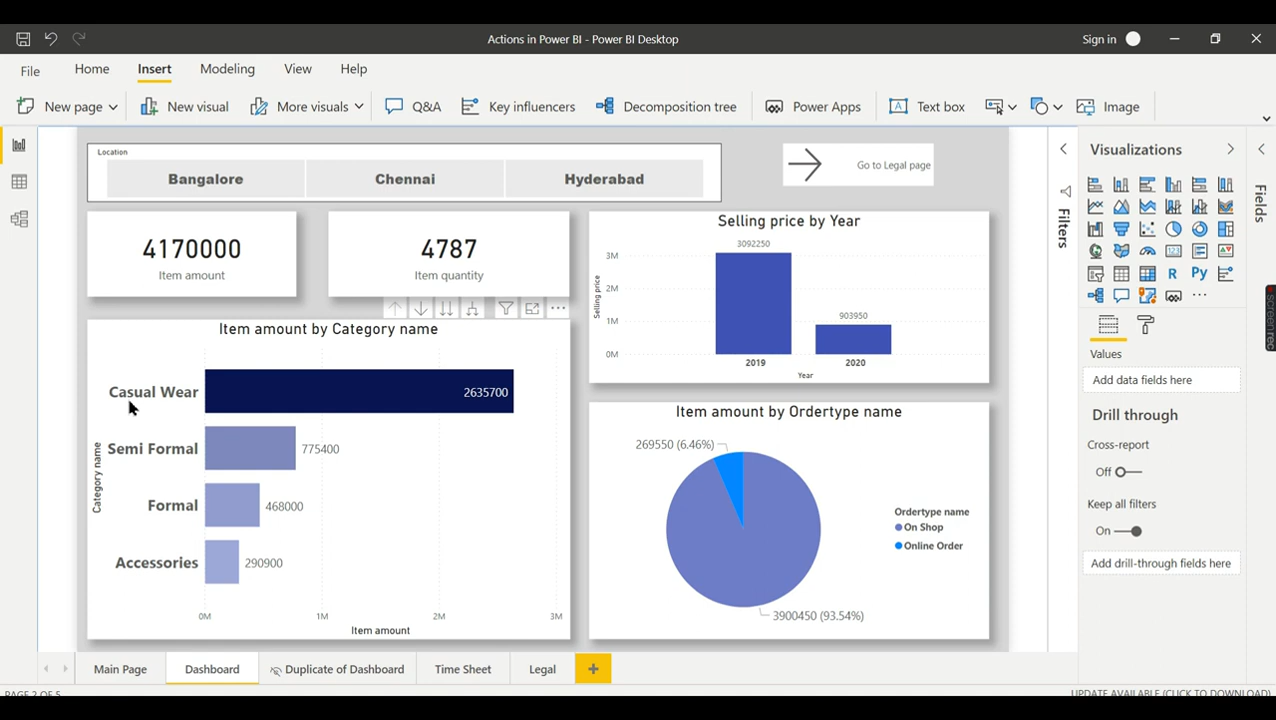 Actions in Power BI - Power BI Desktop
Sign in
File
Home
Insert
Modeling
View
Help
New page
New visual
More visuals
Q&A
Key influencers
Decomposition tree
Power Apps
Text box
Image
Location
Bangalore
Chennai
Hyderabad
Go to Legal page
4170000
Item amount
4787
Item quantity
Selling price by Year
3092250
903950
3M
2M
1M
0M
Selling price
2019
2020
Year
Item amount by Category name
Category name
Casual Wear
2635700
Semi Formal
775400
Formal
468000
Accessories
290900
0M
1M
2M
3M
Item amount
Item amount by Ordertype name
269550 (6.46%)
3900450 (93.54%)
Ordertype name
On Shop
Online Order
Filters
Visualizations
R
Py
Values
Add data fields here
Drill through
Cross-report
Off
Keep all filters
On
Add drill-through fields here
Fields
screenrec
Main Page
Dashboard
Duplicate of Dashboard
Time Sheet
Legal
PAGE 2 OF 5
UPDATE AVAILABLE (CLICK TO DOWNLOAD)